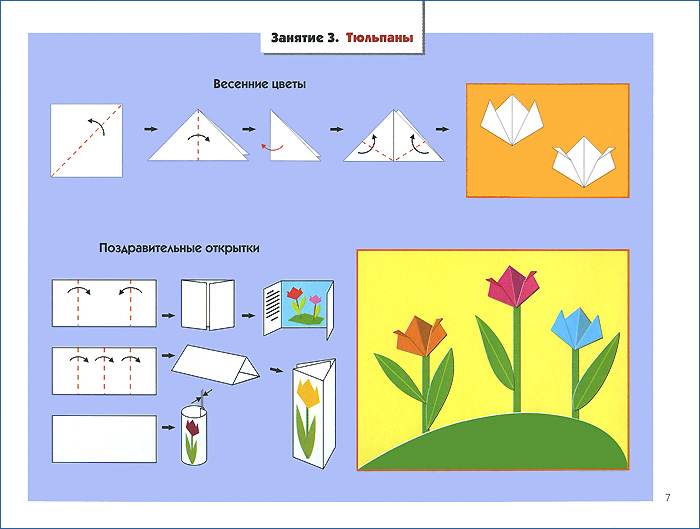 Занятие 3. Тюльпаны
Весенние цветы
Поздравительные открытки
7